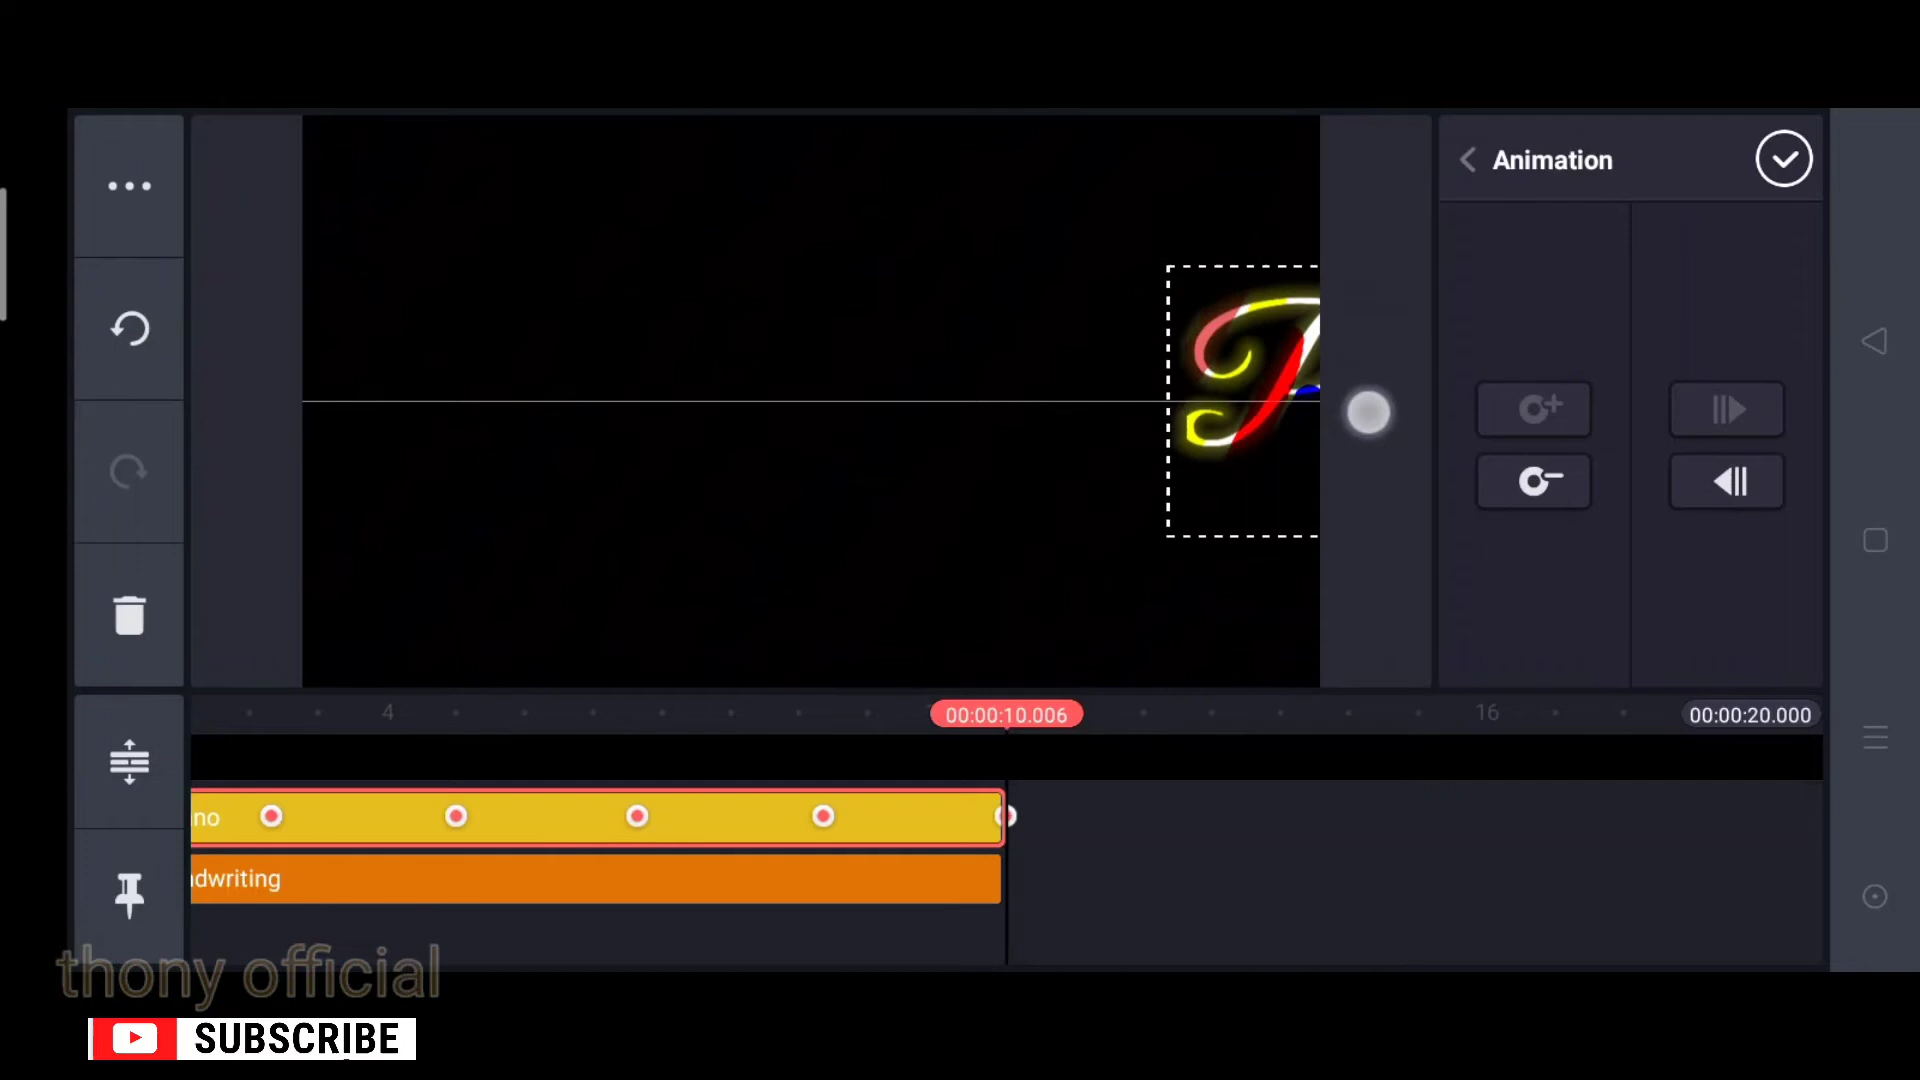 Animation
4
00:00:10.006
16
00:00:20.000
no
dwriting
thony official
SUBSCRIBE